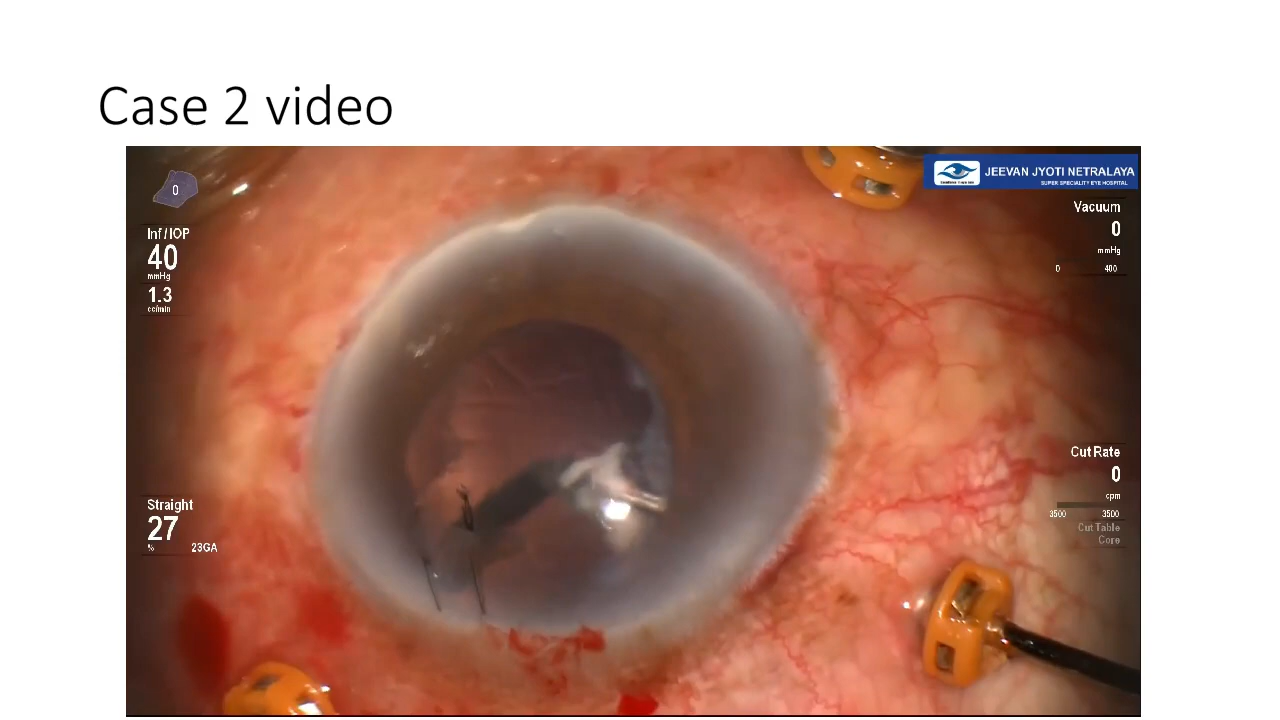 Case 2 video
0
JEEVAN JYOTI NETRALAYA
SUPER SPECIALITY EYE HOSPITAL
Vacuum
0
mmHg
0 400
Inf / IOP
40
mmHg
1.3
cc/min
Cut Rate
0
cpm
3500 3500
Cut Table
Core
Straight
27
% 23GA